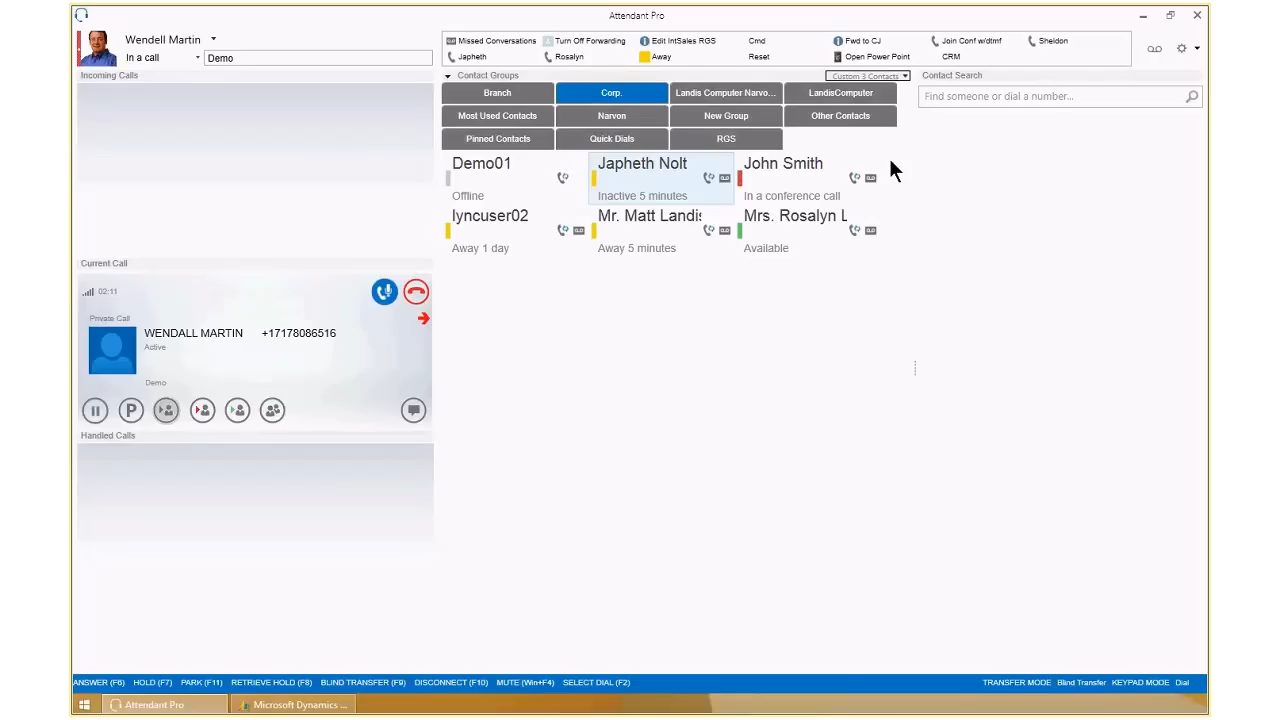 Attendant Pro
Wendell Martin
In a call
Demo
Missed Conversations
Turn Off Forwarding
Edit IntSales RGS
Cmd
Fwd to CJ
Join Conf w/dtmf
Sheldon
Japheth
Rosalyn
Away
Reset
Open Power Point
CRM
Incoming Calls
Contact Groups
Custom 3 Contacts
Contact Search
Branch
Corp.
Landis Computer Narvo...
LandisComputer
Find someone or dial a number...
Most Used Contacts
Narvon
New Group
Other Contacts
Pinned Contacts
Quick Dials
RGS
Demo01
Offline
Japheth Nolt
Inactive 5 minutes
John Smith
In a conference call
lyncuser02
Away 1 day
Mr. Matt Landis
Away 5 minutes
Mrs. Rosalyn L
Available
Current Call
02:11
Private Call
WENDALL MARTIN +17178086516
Active
Demo
P
Handled Calls
ANSWER (F6) HOLD (F7) PARK (F11) RETRIEVE HOLD (F8) BLIND TRANSFER (F9) DISCONNECT (F10) MUTE (Win+F4) SELECT DIAL (F2) TRANSFER MODE Blind Transfer KEYPAD MODE Dial
Attendant Pro
Microsoft Dynamics ...